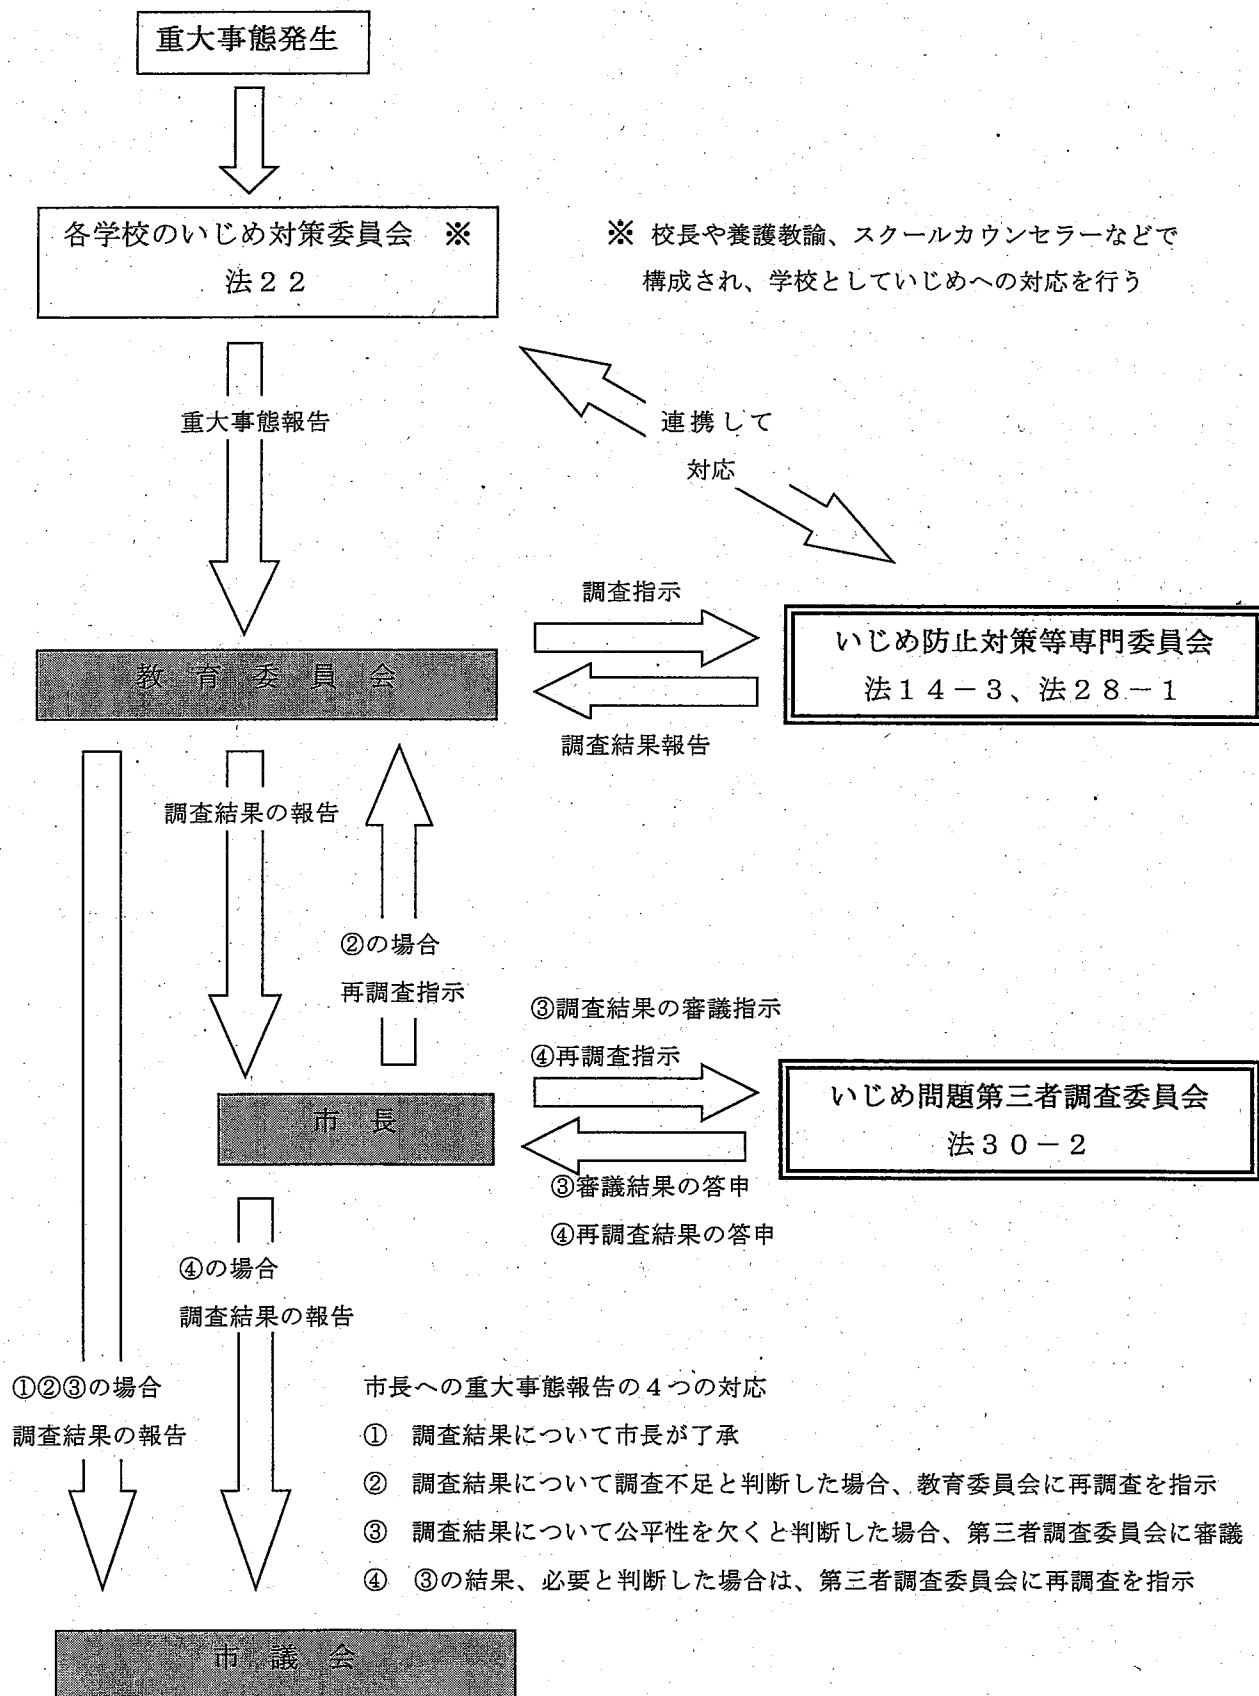 重大事態発生
各学校のいじめ対策委員会　※
法２２
※ 校長や養護教諭、スクールカウンセラーなどで
構成され、学校としていじめへの対応を行う
重大事態報告
連携して
対応
調査指示
教　育　委　員　会
いじめ防止対策等専門委員会
法１４－３、法２８－１
調査結果報告
調査結果の報告
②の場合
再調査指示
③調査結果の審議指示
④再調査指示
市　長
いじめ問題第三者調査委員会
法３０－２
③審議結果の答申
④再調査結果の答申
④の場合
調査結果の報告
①②③の場合
調査結果の報告
市長への重大事態報告の４つの対応
①　調査結果について市長が了承
②　調査結果について調査不足と判断した場合、教育委員会に再調査を指示
③　調査結果について公平性を欠くと判断した場合、第三者調査委員会に審議
④　③の結果、必要と判断した場合は、第三者調査委員会に再調査を指示
市　議　会